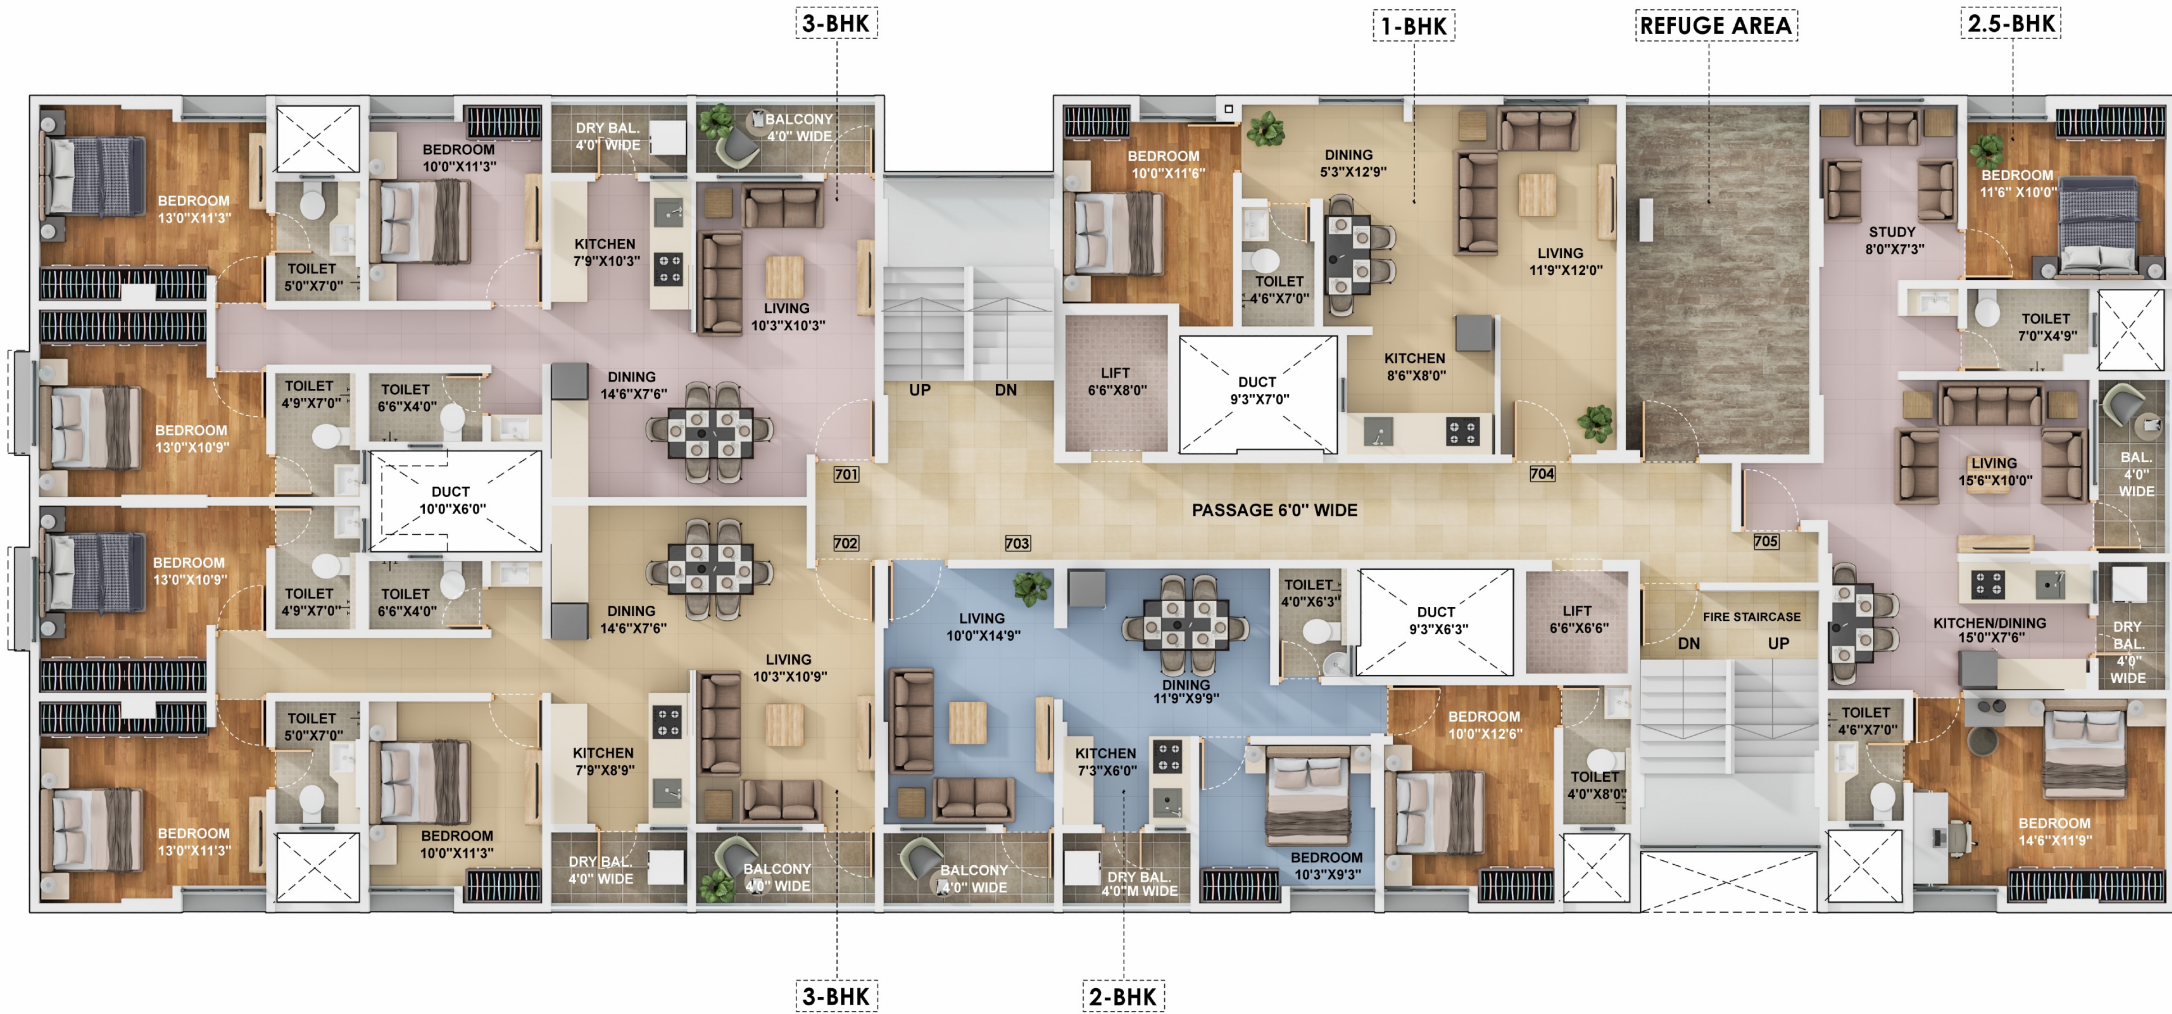 3-BHK
1-BHK
REFUGE AREA
2.5-BHK
BEDROOM
13'0"X11'3"
TOILET
5'0"X7'0"
BEDROOM
10'0"X11'3"
DRY BAL.
4'0" WIDE
BALCONY
4'0" WIDE
KITCHEN
7'9"X10'3"
LIVING
10'3"X10'3"
DINING
14'6"X7'6"
BEDROOM
13'0"X10'9"
TOILET
4'9"X7'0"
TOILET
6'6"X4'0"
DUCT
10'0"X6'0"
701
UP
DN
BEDROOM
10'0"X11'6"
DINING
5'3"X12'9"
TOILET
4'6"X7'0"
LIVING
11'9"X12'0"
LIFT
6'6"X8'0"
DUCT
9'3"X7'0"
KITCHEN
8'6"X8'0"
704
STUDY
8'0"X7'3"
BEDROOM
11'6" X10'0"
TOILET
7'0"X4'9"
LIVING
15'6"X10'0"
BAL.
4'0"
WIDE
PASSAGE 6'0" WIDE
702
703
705
BEDROOM
13'0"X10'9"
TOILET
4'9"X7'0"
TOILET
6'6"X4'0"
DINING
14'6"X7'6"
LIVING
10'3"X10'9"
KITCHEN
7'9"X8'9"
BEDROOM
13'0"X11'3"
TOILET
5'0"X7'0"
BEDROOM
10'0"X11'3"
DRY BAL.
4'0" WIDE
BALCONY
4'0" WIDE
LIVING
10'0"X14'9"
DINING
11'9"X9'9"
TOILET
4'0"X6'3"
DUCT
9'3"X6'3"
LIFT
6'6"X6'6"
FIRE STAIRCASE
DN
UP
KITCHEN
7'3"X6'0"
BALCONY
4'0" WIDE
DRY BAL.
4'0"M WIDE
BEDROOM
10'3"X9'3"
BEDROOM
10'0"X12'6"
TOILET
4'0"X8'0"
KITCHEN/DINING
15'0"X7'6"
DRY
BAL.
4'0"
WIDE
TOILET
4'6"X7'0"
BEDROOM
14'6"X11'9"
3-BHK
2-BHK